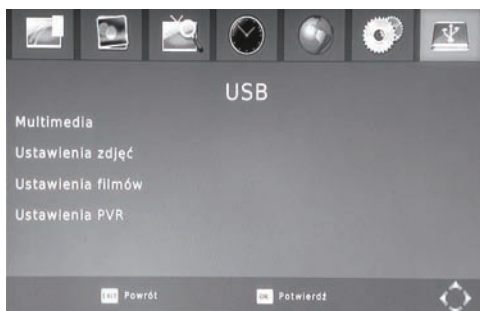 USB
Multimedia
Ustawienia zdjęć
Ustawienia filmów
Ustawienia PVR
EXIT Powrót OK Potwierdź